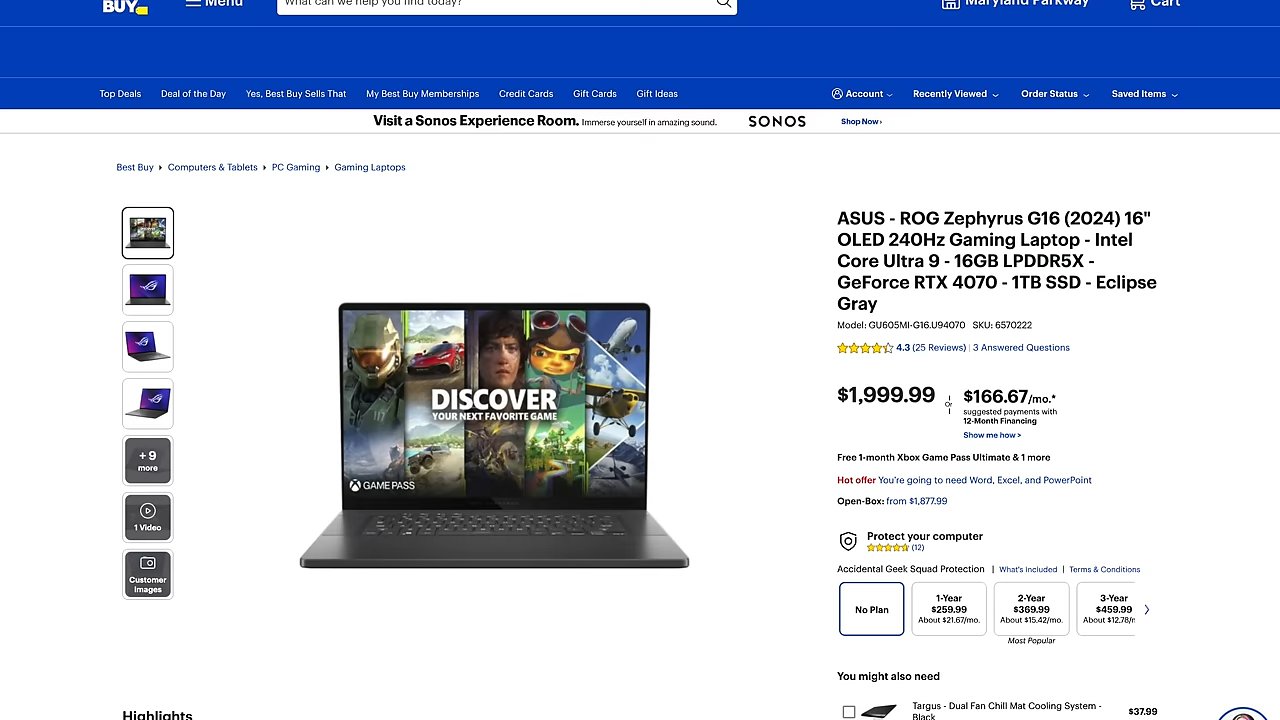 BUY
Menu
What can we help you find today?
Maryland Parkway
Cart
Top Deals
Deal of the Day
Yes, Best Buy Sells That
My Best Buy Memberships
Credit Cards
Gift Cards
Gift Ideas
Account
Recently Viewed
Order Status
Saved Items
Visit a Sonos Experience Room. Immerse yourself in amazing sound.
SONOS
Shop Now›
Best Buy
Computers & Tablets
PC Gaming
Gaming Laptops
+ 9
more
1 Video
Customer
Images
DISCOVER
YOUR NEXT FAVORITE GAME
GAME PASS
ASUS - ROG Zephyrus G16 (2024) 16"
OLED 240Hz Gaming Laptop - Intel
Core Ultra 9 - 16GB LPDDR5X -
GeForce RTX 4070 - 1TB SSD - Eclipse
Gray
Model: GU605MI-G16.U94070 SKU: 6570222
4.3 (25 Reviews) | 3 Answered Questions
$1,999.99
Or
$166.67/mo.*
suggested payments with
12-Month Financing
Show me how >
Free 1-month Xbox Game Pass Ultimate & 1 more
Hot offer You're going to need Word, Excel, and PowerPoint
Open-Box: from $1,877.99
Protect your computer
(12)
Accidental Geek Squad Protection | What's Included | Terms & Conditions
No Plan
1-Year
$259.99
About $21.67/mo.
2-Year
$369.99
About $15.42/mo.
3-Year
$459.99
About $12.78/
Most Popular
You might also need
Targus - Dual Fan Chill Mat Cooling System -
Black
$37.99
Highlights